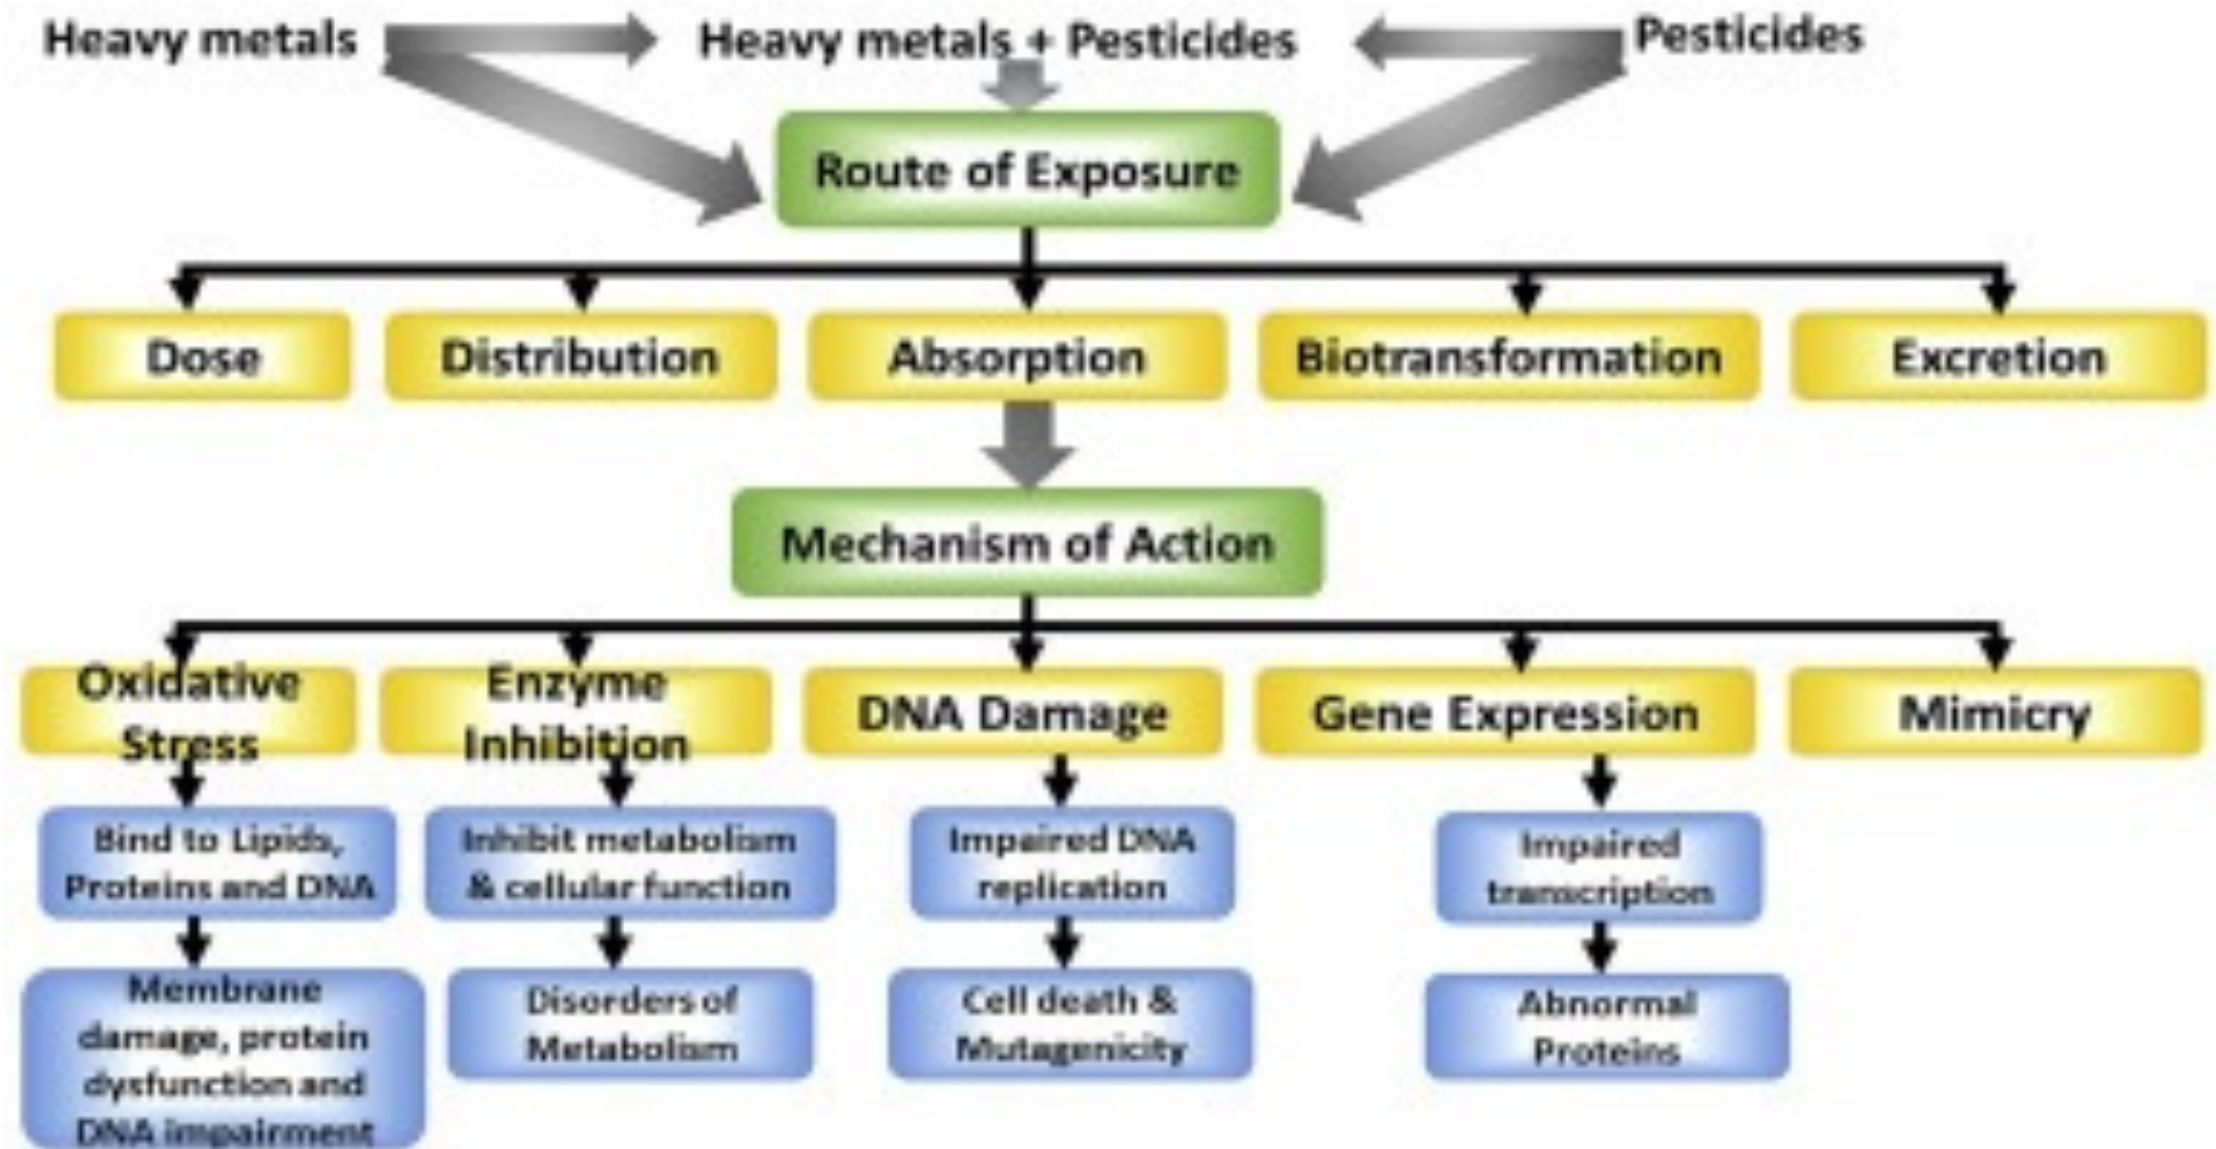 Heavy metals
Heavy metals + Pesticides
Pesticides
Route of Exposure
Dose
Distribution
Absorption
Biotransformation
Excretion
Mechanism of Action
Oxidative
Stress
Enzyme
Inhibition
DNA Damage
Gene Expression
Mimicry
Bind to Lipids,
Proteins and DNA
Inhibit metabolism
& cellular function
Impaired DNA
replication
Impaired
transcription
Membrane
damage, protein
dysfunction and
DNA impairment
Disorders of
Metabolism
Cell death &
Mutagenicity
Abnormal
Proteins